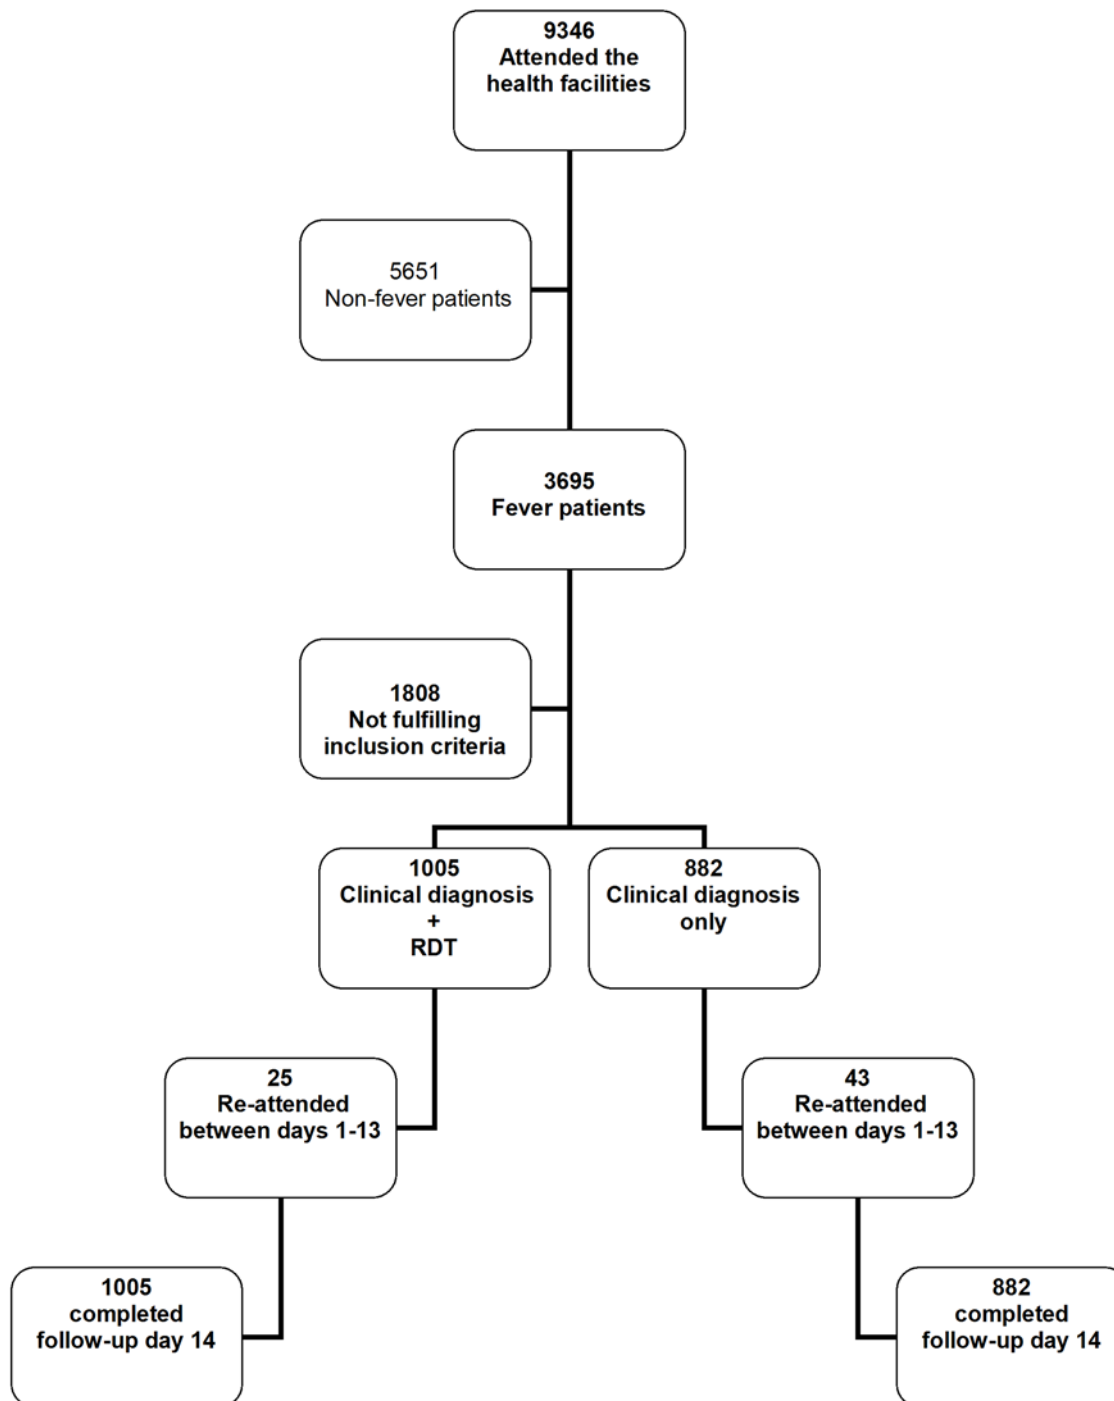 9346
Attended the
health facilities
5651
Non-fever patients
3695
Fever patients
1808
Not fulfilling
inclusion criteria
1005
Clinical diagnosis
+
RDT
882
Clinical diagnosis
only
25
Re-attended
between days 1-13
43
Re-attended
between days 1-13
1005
completed
follow-up day 14
882
completed
follow-up day 14